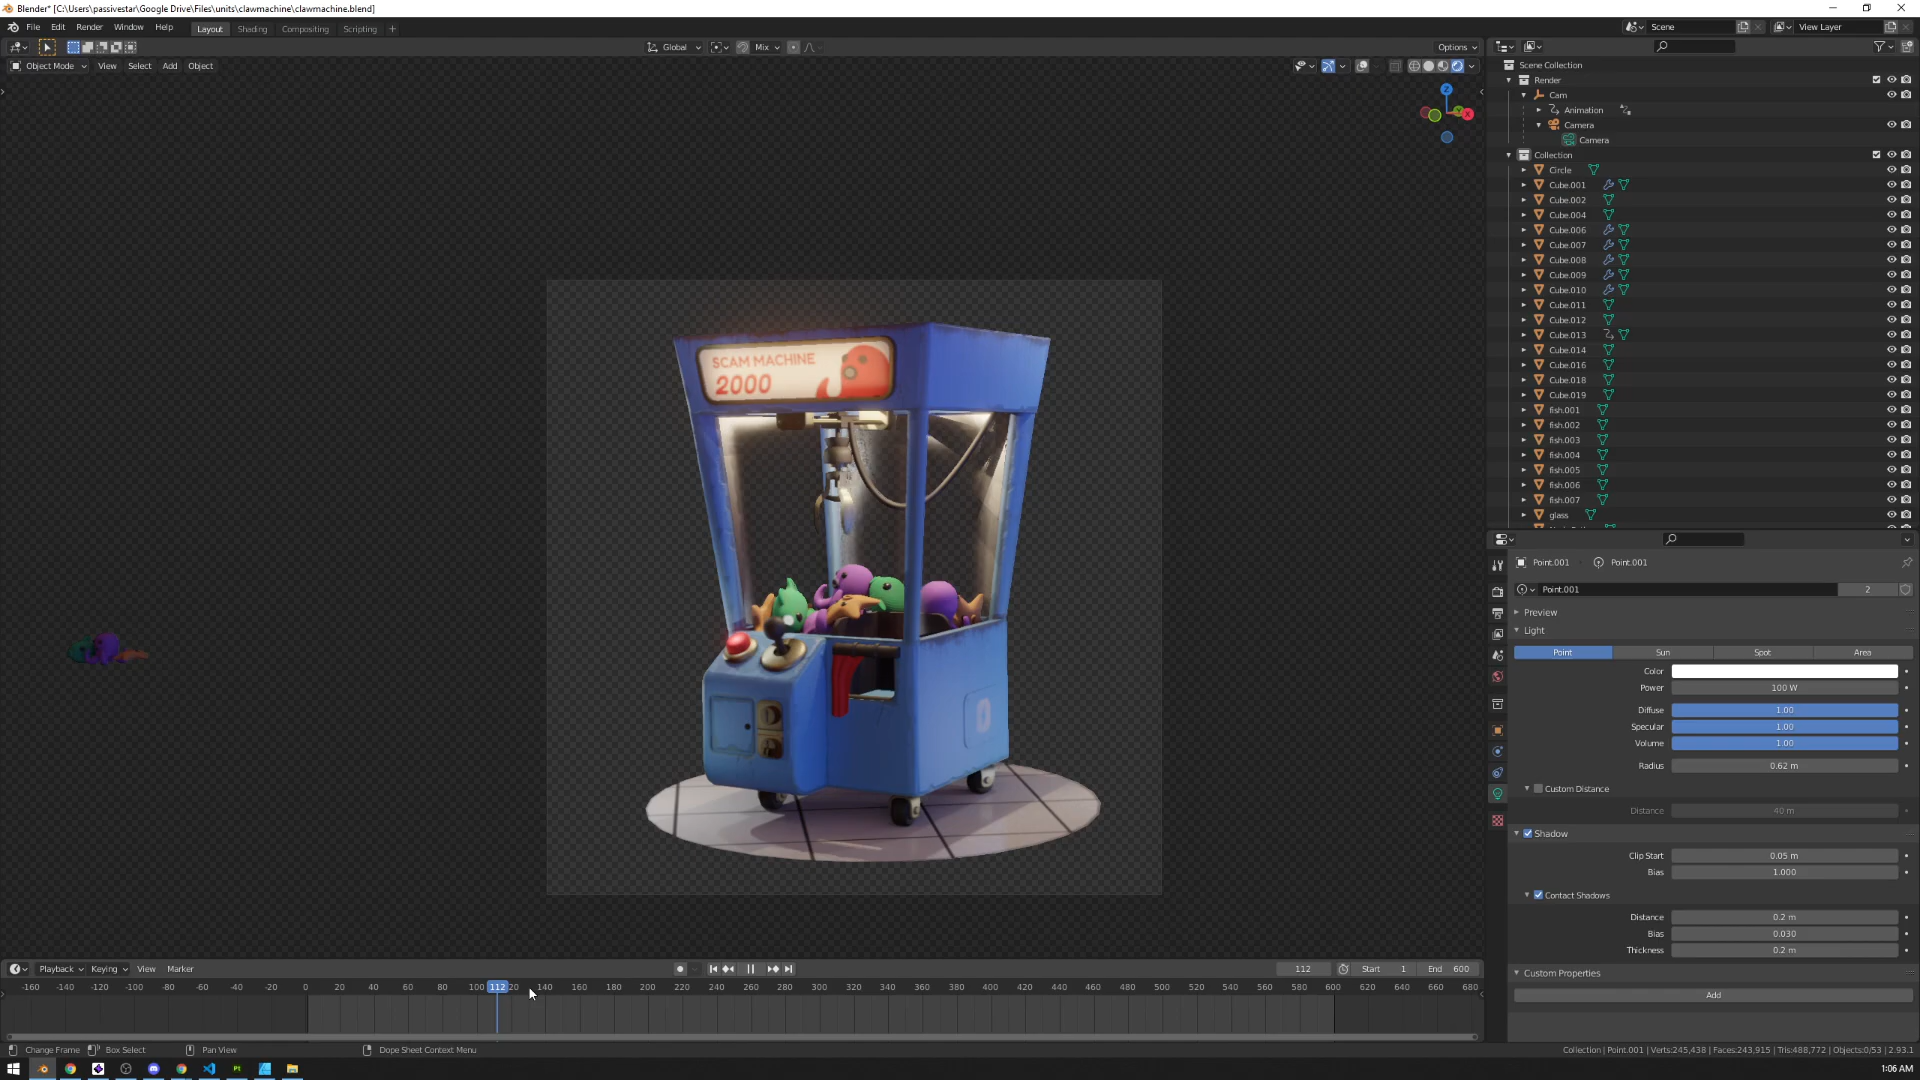 Blender* [C:\Users\passivestar\Google Drive\Files\units\clawmachine\clawmachine.blend]
File Edit Render Window Help Layout Shading Compositing Scripting + Scene View Layer
Global Mix Options
Object Mode View Select Add Object
Z
Y X
SCAM MACHINE
2000
Scene Collection
Render
Cam
Animation
Camera
Camera
Collection
Circle
Cube.001
Cube.002
Cube.004
Cube.006
Cube.007
Cube.008
Cube.009
Cube.010
Cube.011
Cube.012
Cube.013
Cube.014
Cube.016
Cube.018
Cube.019
fish.001
fish.002
fish.003
fish.004
fish.005
fish.006
fish.007
glass
Point.001 Point.001
Point.001 2
Preview
Light
Point Sun Spot Area
Color
Power 100 W
Diffuse 1.00
Specular 1.00
Volume 1.00
Radius 0.62 m
Custom Distance
Distance 40 m
Shadow
Clip Start 0.05 m
Bias 1.000
Contact Shadows
Distance 0.2 m
Bias 0.030
Thickness 0.2 m
Custom Properties
Add
Playback Keying View Marker 112 Start 1 End 600
-160 -140 -120 -100 -80 -60 -40 -20 0 20 40 60 80 100 112 20 140 160 180 200 220 240 260 280 300 320 340 360 380 400 420 440 460 480 500 520 540 560 580 600 620 640 660 680
Change Frame Box Select Pan View Dope Sheet Context Menu Collection | Point.001 | Verts:245,438 | Faces:243,915 | Tris:488,772 | Objects:0/53 | 2.93.1
1:06 AM